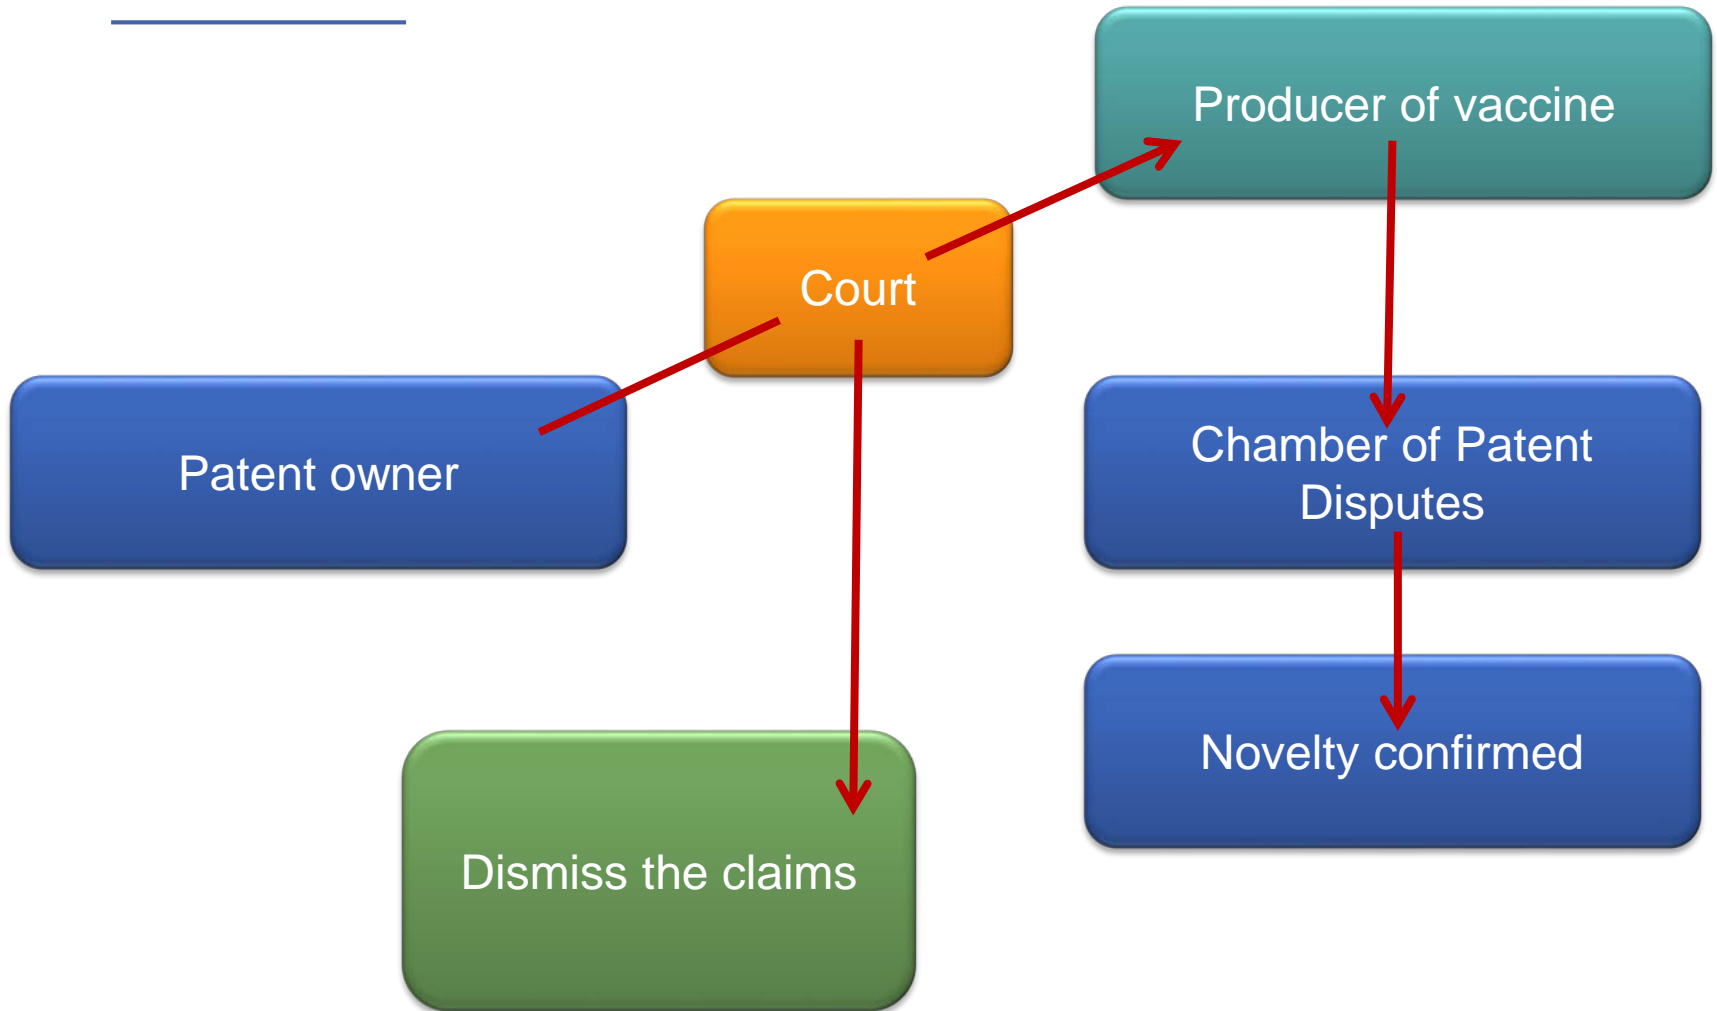 Producer of vaccine
Court
Patent owner
Chamber of Patent
Disputes
Novelty confirmed
Dismiss the claims